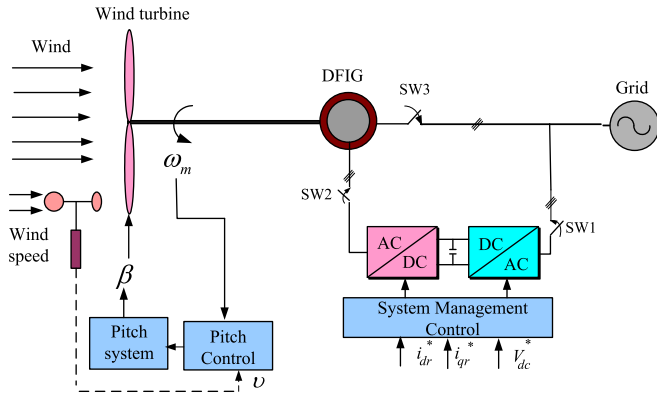 Wind turbine
Wind
DFIG
SW3
Grid
ω_m
SW2
SW1
Wind
speed
AC
DC
DC
AC
β
System Management
Control
Pitch
system
Pitch
Control
i_dr^*
i_qr^*
V_dc^*
υ